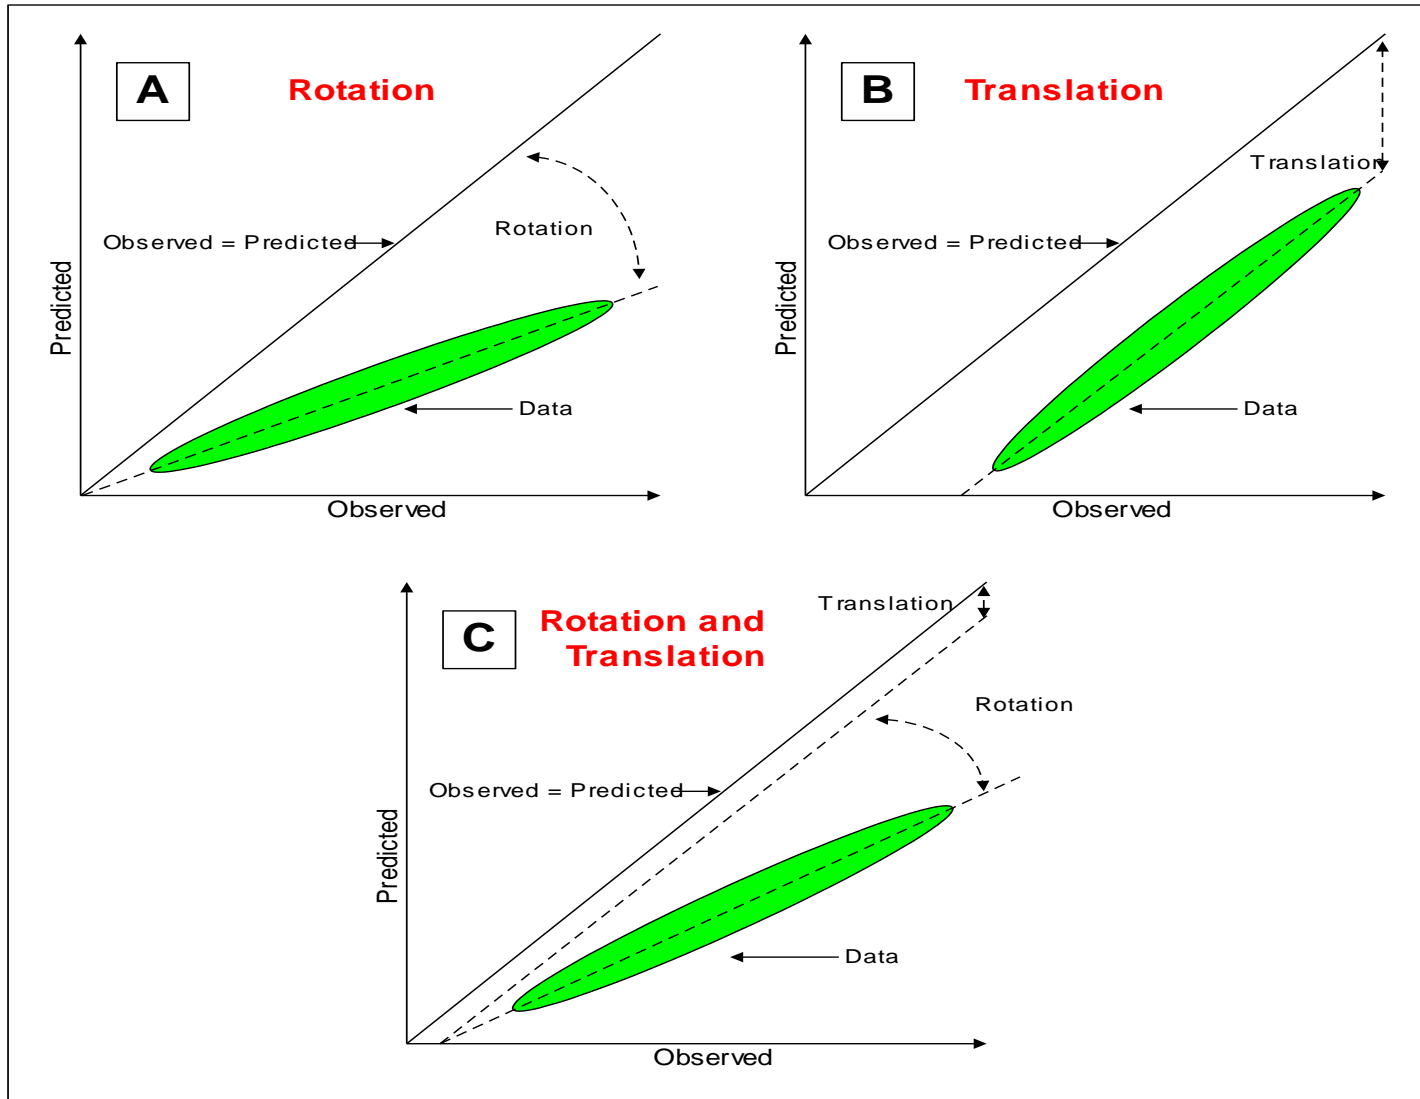 A
Rotation
Rotation
Observed = Predicted
Data
Predicted
Observed
B
Translation
Translation
Observed = Predicted
Data
Predicted
Observed
C
Rotation and
Translation
Translation
Rotation
Observed = Predicted
Data
Predicted
Observed